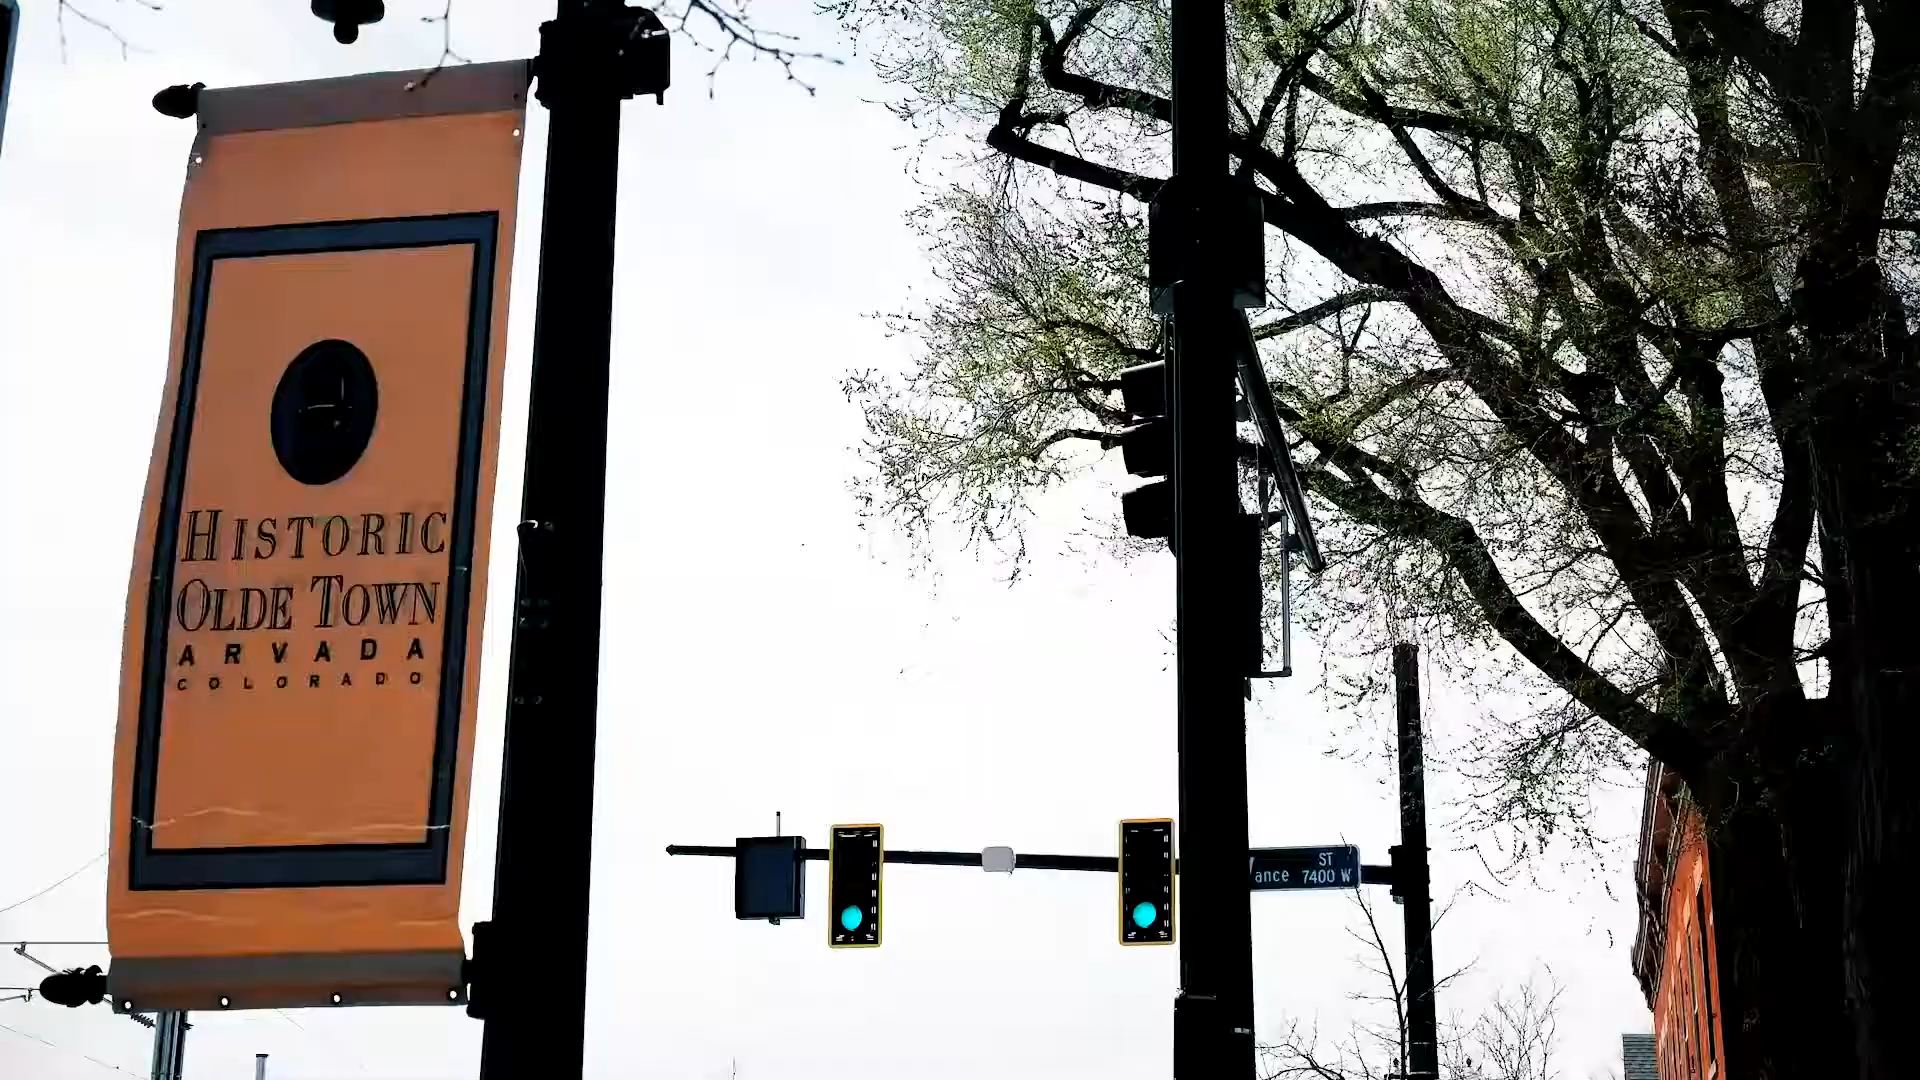 HISTORIC
OLDE TOWN
ARVADA
COLORADO
ST
ance 7400 W